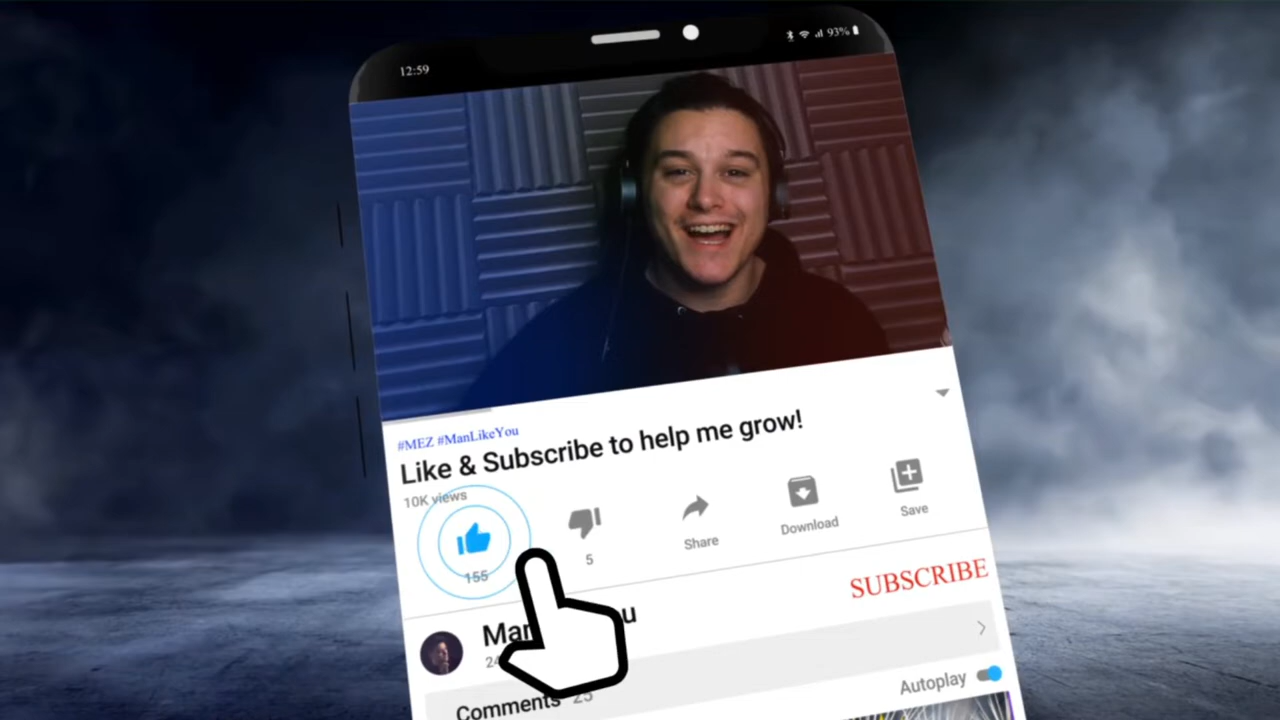 12:59
93%
#MEZ #ManLikeYou
Like & Subscribe to help me grow!
10K views
155
5
Share
Download
Save
SUBSCRIBE
Comments 25
Autoplay